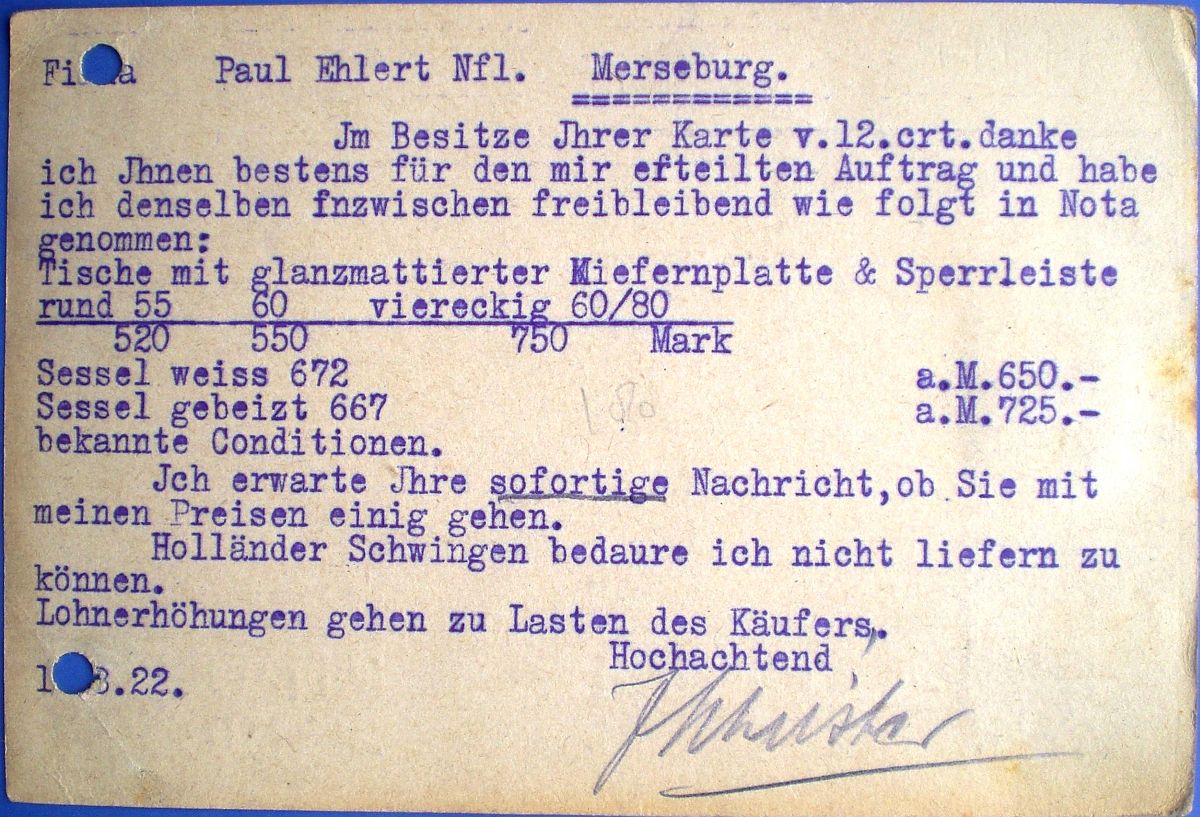 Paul Ehlert Nfl. Merseburg.
============
Jm Besitze Jhrer Karte v.12.crt.danke
ich Jhnen bestens für den mir efteilten Auftrag und habe
ich denselben fnzwischen freibleibend wie folgt in Nota
genommen:
Tische mit glanzmattierter Kiefernplatte & Sperrleiste
rund 55 60 viereckig 60/80
520 550 750 Mark
Sessel weiss 672 a.M.650.-
Sessel gebeizt 667 a.M.725.-
bekannte Conditionen.
Jch erwarte Jhre sofortige Nachricht,ob Sie mit
meinen Preisen einig gehen.
Holländer Schwingen bedaure ich nicht liefern zu
können.
Lohnerhöhungen gehen zu Lasten des Käufers.
Hochachtend
.22.